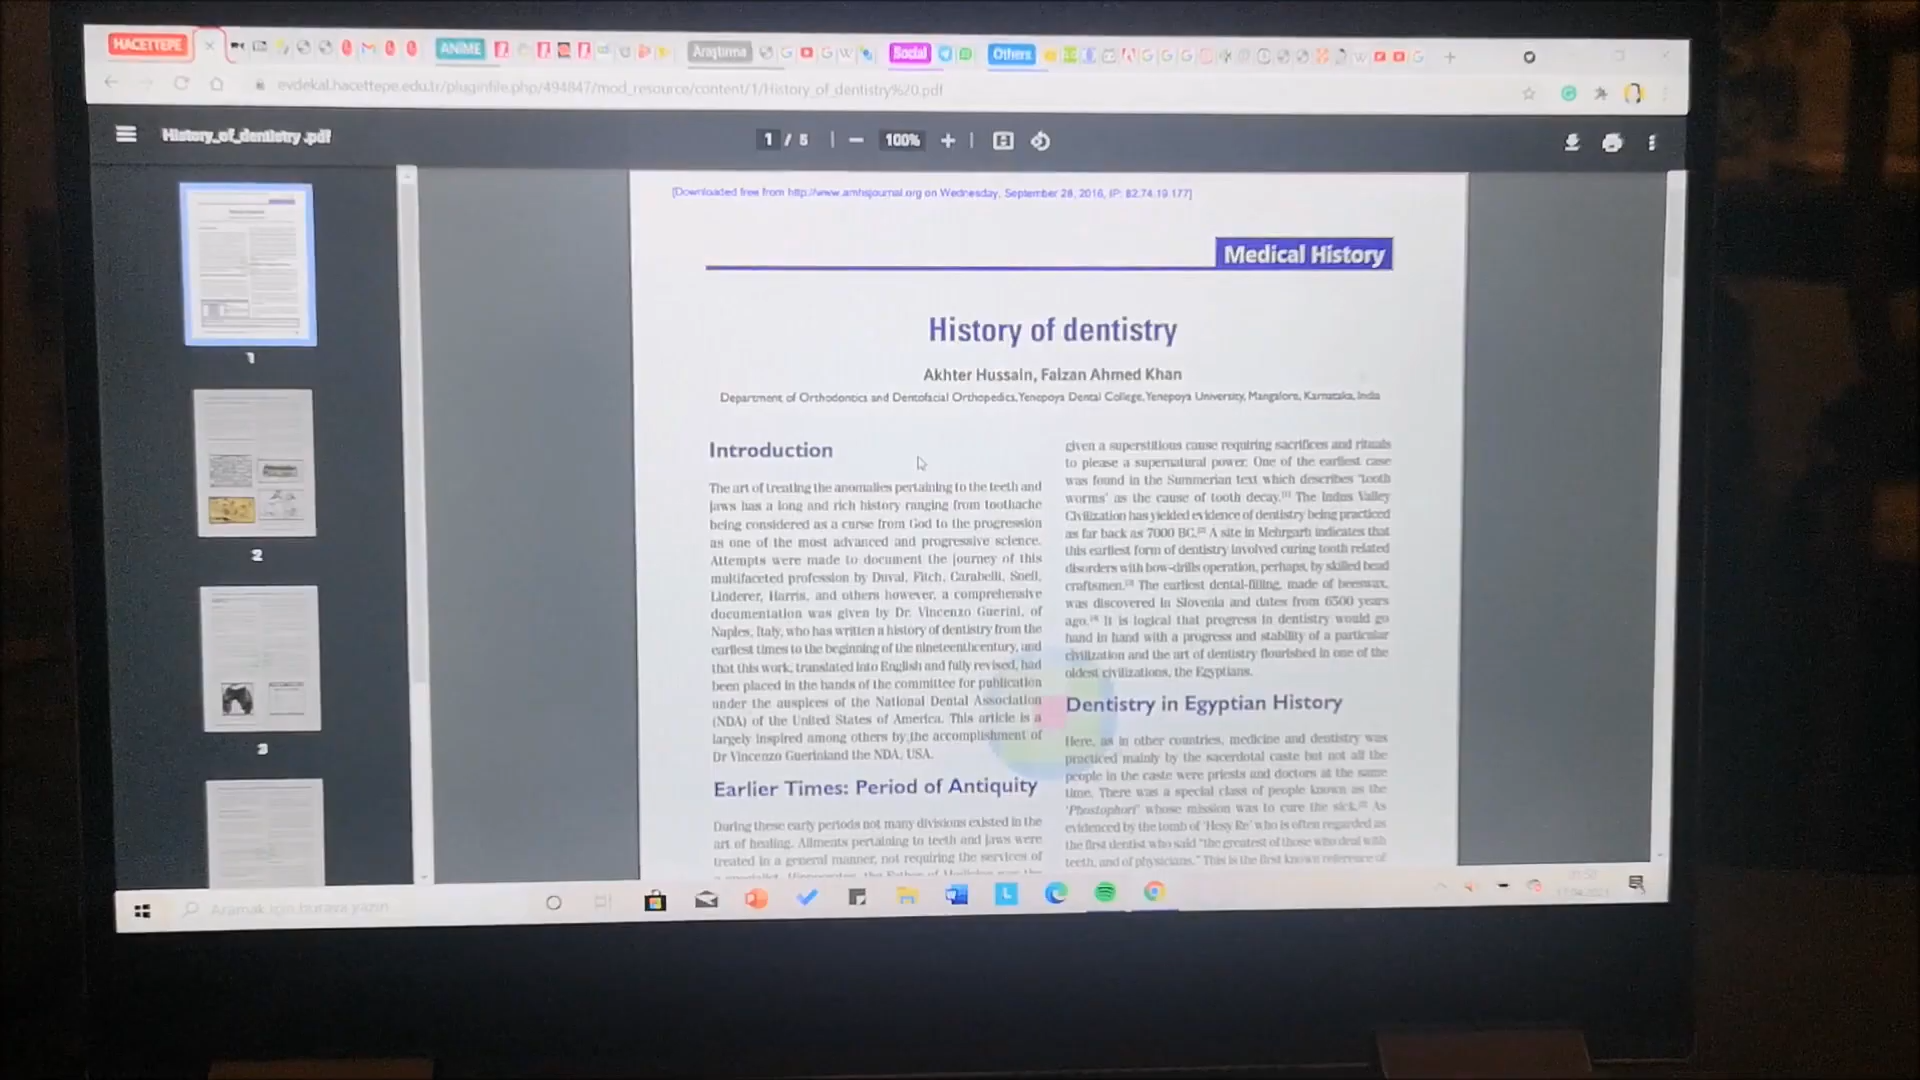 HACETTEPE
ANIME
Araştırma
Social
Others
evdekal.hacettepe.edu.tr/pluginfile.php/494847/mod_resource/content/1/History_of_dentistry%20.pdf
History_of_dentistry .pdf
1 / 5
100%
1
2
3
[Downloaded free from http://www.amhsjournal.org on Wednesday, September 28, 2016, IP: 82.74.19.177]
Medical History
History of dentistry
Akhter Hussain, Faizan Ahmed Khan
Department of Orthodontics and Dentofacial Orthopedics, Yenepoya Dental College, Yenepoya University, Mangalore, Karnataka, India
Introduction
The art of treating the anomalies pertaining to the teeth and
jaws has a long and rich history ranging from toothache
being considered as a curse from God to the progression
as one of the most advanced and progressive science.
Attempts were made to document the journey of this
multifaceted profession by Duval, Fitch, Carabelli, Snell,
Linderer, Harris, and others however, a comprehensive
documentation was given by Dr. Vincenzo Guerini, of
Naples, Italy, who has written a history of dentistry from the
earliest times to the beginning of the nineteenthcentury, and
that this work, translated into English and fully revised, had
been placed in the hands of the committee for publication
under the auspices of the National Dental Association
(NDA) of the United States of America. This article is a
largely inspired among others by the accomplishment of
Dr Vincenzo Gueriniand the NDA, USA.
Earlier Times: Period of Antiquity
During these early periods not many divisions existed in the
art of healing. Ailments pertaining to teeth and jaws were
treated in a general manner, not requiring the services of
given a superstitious cause requiring sacrifices and rituals
to please a supernatural power. One of the earliest case
was found in the Summerian text which describes "tooth
worms" as the cause of tooth decay.[1] The Indus Valley
Civilization has yielded evidence of dentistry being practiced
as far back as 7000 BC.[2] A site in Mehrgarh indicates that
this earliest form of dentistry involved curing tooth related
disorders with bow-drills operation, perhaps, by skilled bead
craftsmen.[3] The earliest dental-filling, made of beeswax,
was discovered in Slovenia and dates from 6500 years
ago.[4] It is logical that progress in dentistry would go
hand in hand with a progress and stability of a particular
civilization and the art of dentistry flourished in one of the
oldest civilizations, the Egyptians.
Dentistry in Egyptian History
Here, as in other countries, medicine and dentistry was
practiced mainly by the sacerdotal caste but not all the
people in the caste were priests and doctors at the same
time. There was a special class of people known as the
'Phostophori' whose mission was to cure the sick.[5] As
evidenced by the tomb of 'Hesy Re' who is often regarded as
the first dentist who said "the greatest of those who deal with
teeth, and of physicians." This is the first known reference of
Aramak için buraya yazın